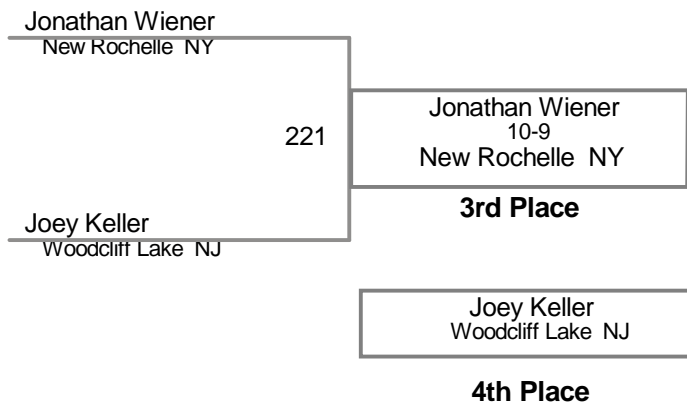 Jonathan Wiener
New Rochelle NY
221
Jonathan Wiener
10-9
New Rochelle NY
3rd Place
Joey Keller
Woodcliff Lake NJ
Joey Keller
Woodcliff Lake NJ
4th Place